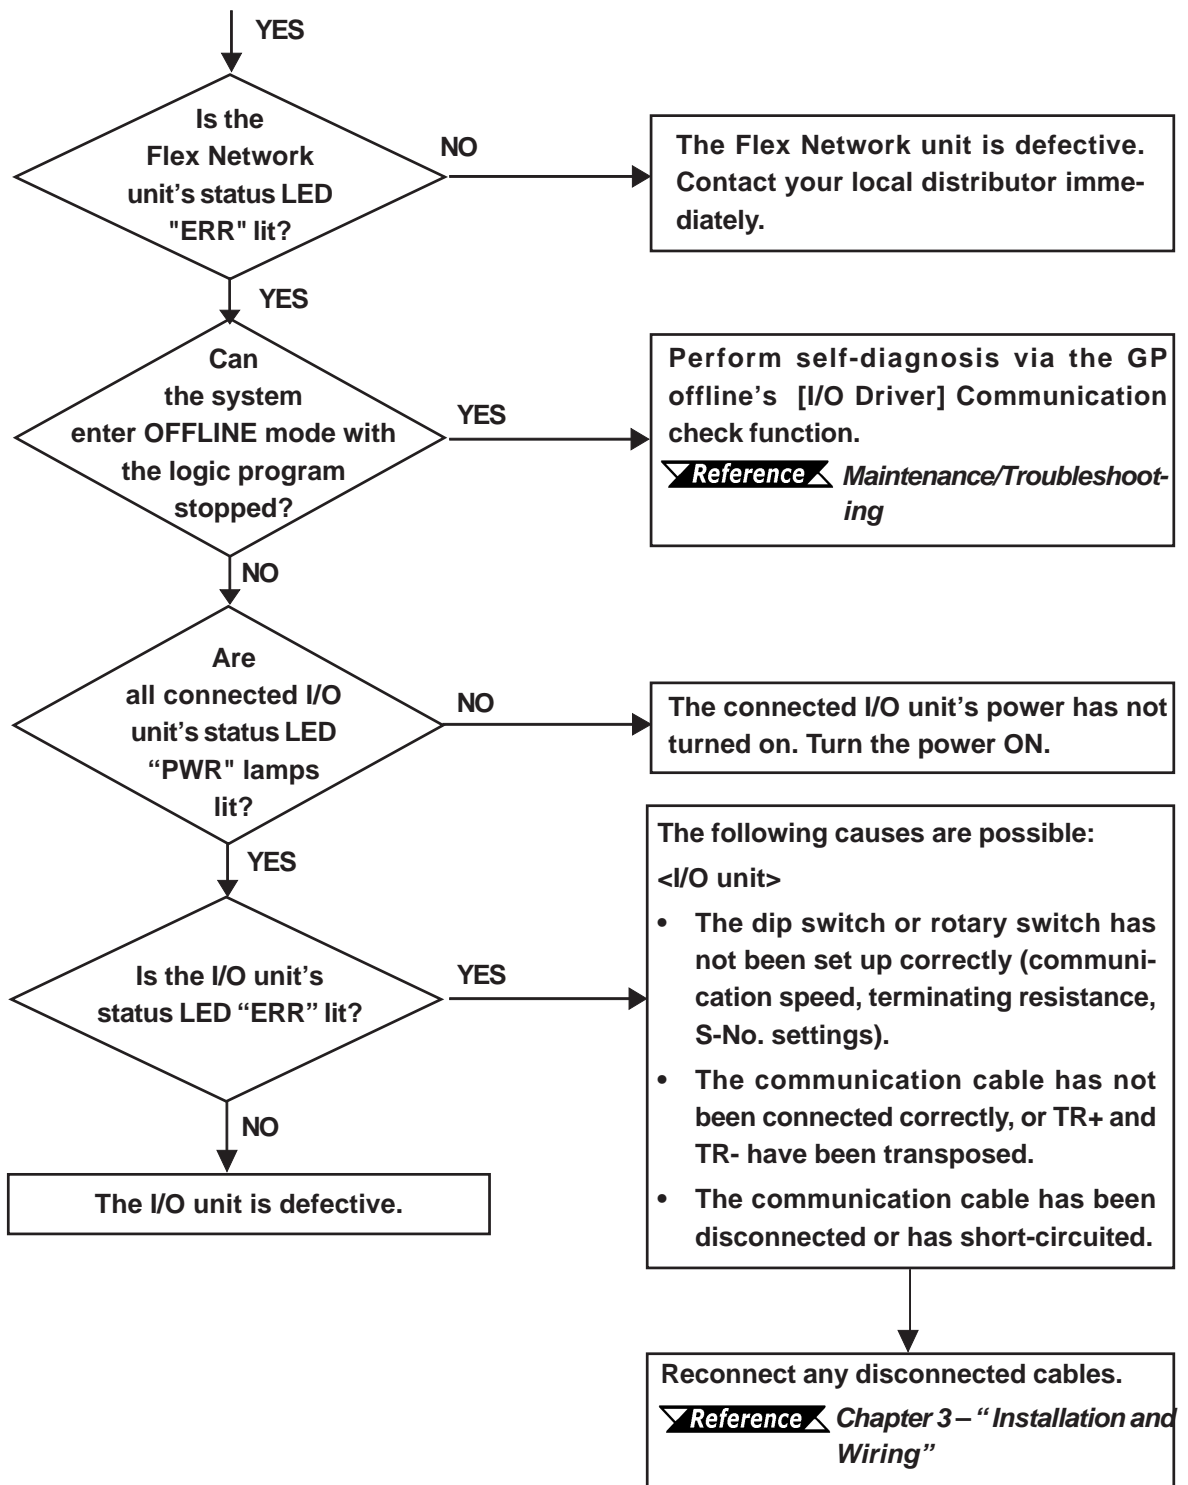 YES
Is the
Flex Network
unit's status LED
"ERR" lit?
NO
The Flex Network unit is defective.
Contact your local distributor imme-
diately.
YES
Can
the system
enter OFFLINE mode with
the logic program
stopped?
YES
Perform self-diagnosis via the GP
offline's [I/O Driver] Communication
check function.
Reference Maintenance/Troubleshoot-
ing
NO
Are
all connected I/O
unit's status LED
“PWR" lamps
lit?
NO
The connected I/O unit's power has not
turned on. Turn the power ON.
YES
Is the I/O unit's
status LED “ERR” lit?
YES
The following causes are possible:
<I/O unit>
• The dip switch or rotary switch has
not been set up correctly (communi-
cation speed, terminating resistance,
S-No. settings).
• The communication cable has not
been connected correctly, or TR+ and
TR- have been transposed.
• The communication cable has been
disconnected or has short-circuited.
NO
The I/O unit is defective.
Reconnect any disconnected cables.
Reference Chapter 3 – “Installation and
Wiring”